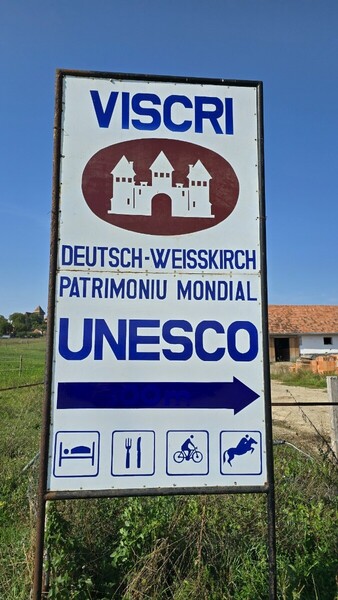 VISCRI
DEUTSCH-WEISSKIRCH
PATRIMONIU MONDIAL
UNESCO